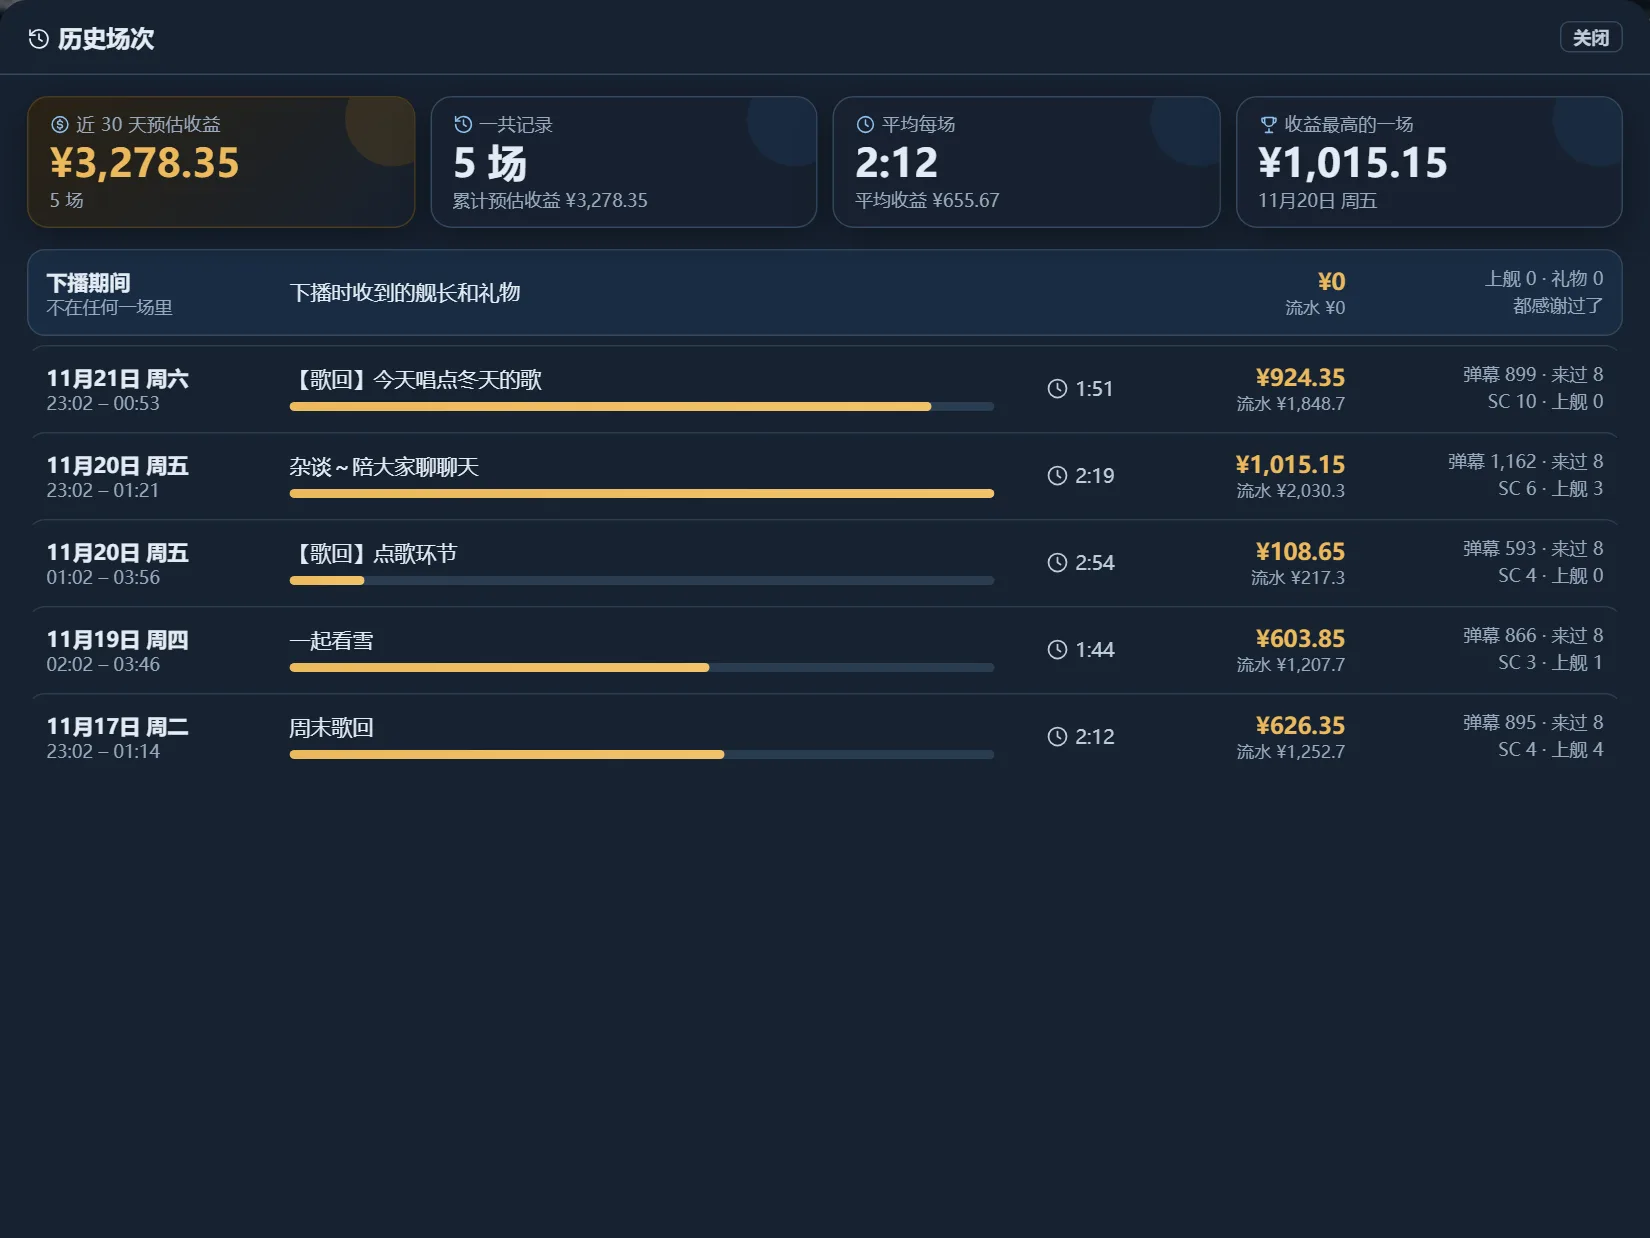 历史场次
关闭
近 30 天预估收益
¥3,278.35
5 场
一共记录
5 场
累计预估收益 ¥3,278.35
平均每场
2:12
平均收益 ¥655.67
收益最高的一场
¥1,015.15
11月20日 周五
下播期间
不在任何一场里
下播时收到的舰长和礼物
¥0
流水 ¥0
上舰 0 · 礼物 0
都感谢过了
11月21日 周六
23:02 – 00:53
【歌回】今天唱点冬天的歌
1:51
¥924.35
流水 ¥1,848.7
弹幕 899 · 来过 8
SC 10 · 上舰 0
11月20日 周五
23:02 – 01:21
杂谈～陪大家聊聊天
2:19
¥1,015.15
流水 ¥2,030.3
弹幕 1,162 · 来过 8
SC 6 · 上舰 3
11月20日 周五
01:02 – 03:56
【歌回】点歌环节
2:54
¥108.65
流水 ¥217.3
弹幕 593 · 来过 8
SC 4 · 上舰 0
11月19日 周四
02:02 – 03:46
一起看雪
1:44
¥603.85
流水 ¥1,207.7
弹幕 866 · 来过 8
SC 3 · 上舰 1
11月17日 周二
23:02 – 01:14
周末歌回
2:12
¥626.35
流水 ¥1,252.7
弹幕 895 · 来过 8
SC 4 · 上舰 4